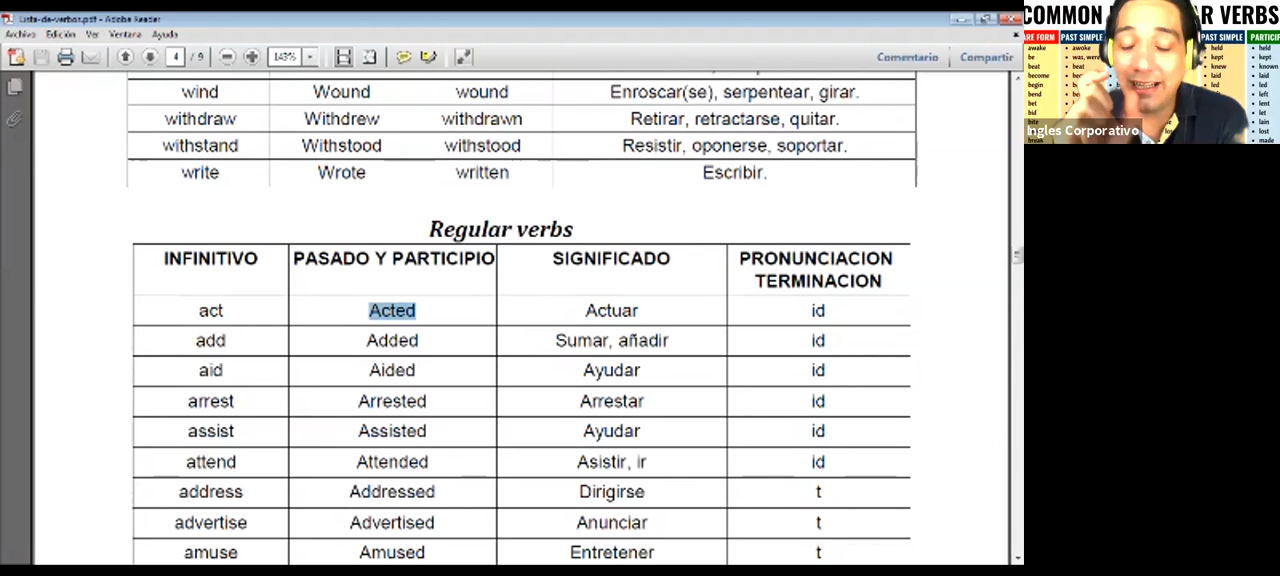 Lista-de-verbos.pdf - Adobe Reader
Archivo Edición Ver Ventana Ayuda
4 / 9 143% Comentario Compartir
wind Wound wound Enroscar(se), serpentear, girar.
withdraw Withdrew withdrawn Retirar, retractarse, quitar.
withstand Withstood withstood Resistir, oponerse, soportar.
write Wrote written Escribir.
Regular verbs
INFINITIVO PASADO Y PARTICIPIO SIGNIFICADO PRONUNCIACION
TERMINACION
act Acted Actuar id
add Added Sumar, añadir id
aid Aided Ayudar id
arrest Arrested Arrestar id
assist Assisted Ayudar id
attend Attended Asistir, ir id
address Addressed Dirigirse t
advertise Advertised Anunciar t
amuse Amused Entretener t
COMMON R VERBS
ARE FORM PAST SIMPLE PAST SIMPLE PARTICIP
awake awoke held held
be was, were kept kept
beat beat knew known
become laid laid
begin led led
bend left
bet lent
bid let
bite lain
lost
break made
Ingles Corporativo